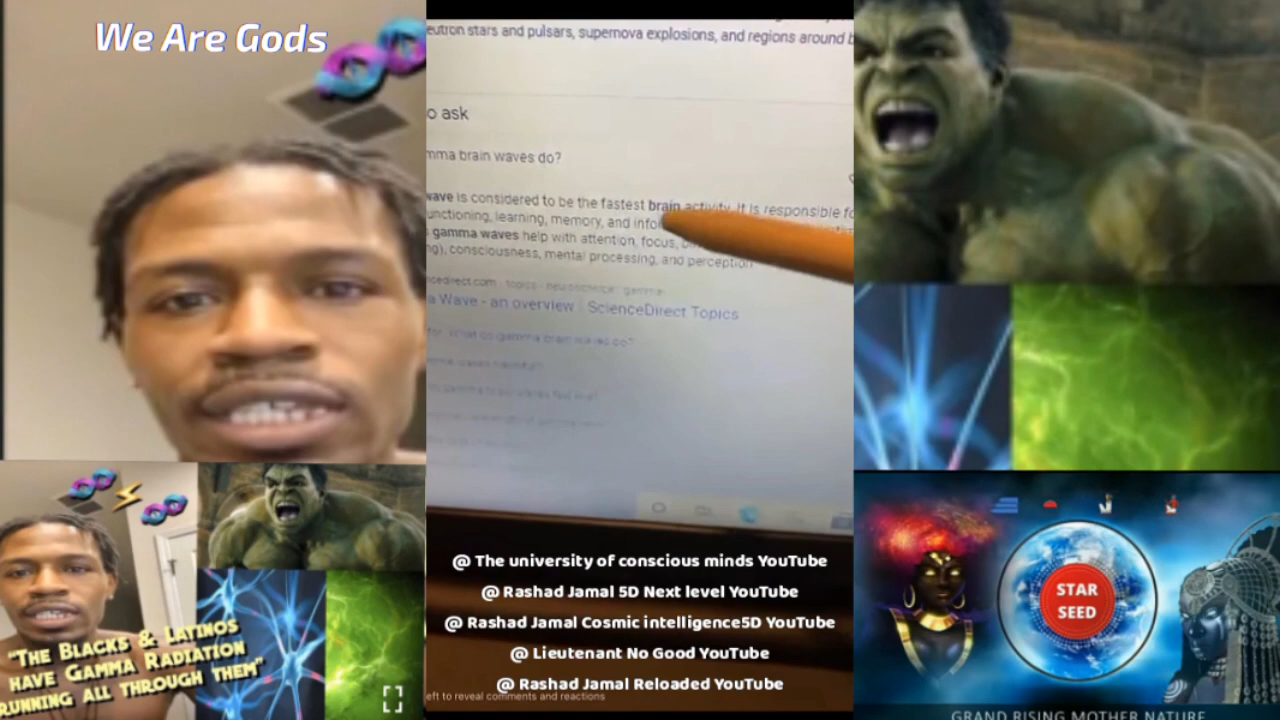 We Are Gods
"THE BLACKS & LATINOS
HAVE GAMMA RADIATION
RUNNING ALL THROUGH THEM"
eutron stars and pulsars, supernova explosions, and regions around b
o ask
mma brain waves do?
wave is considered to be the fastest brain activity. It is responsible fo
unctioning, learning, memory, and info
gamma waves help with attention, focus,
ng), consciousness, mental processing, and perception
a Wave - an overview | ScienceDirect Topics
@ The university of conscious minds YouTube
@ Rashad Jamal 5D Next level YouTube
@ Rashad Jamal Cosmic intelligence5D YouTube
@ Lieutenant No Good YouTube
@ Rashad Jamal Reloaded YouTube
eft to reveal comments and reactions
STAR
SEED
GRAND RISING MOTHER NATURE